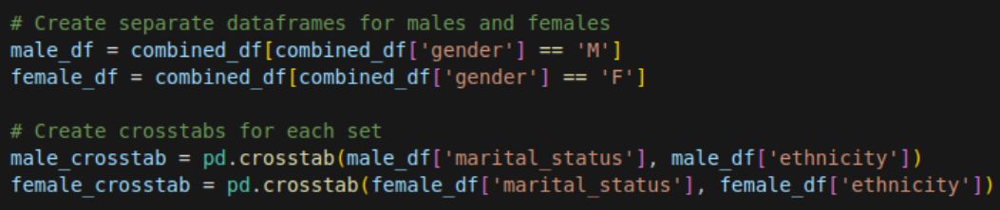 # Create separate dataframes for males and females
male_df = combined_df[combined_df['gender'] == 'M']
female_df = combined_df[combined_df['gender'] == 'F']

# Create crosstabs for each set
male_crosstab = pd.crosstab(male_df['marital_status'], male_df['ethnicity'])
female_crosstab = pd.crosstab(female_df['marital_status'], female_df['ethnicity'])